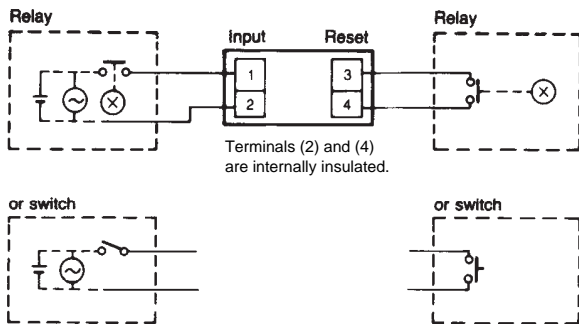 Relay
Input Reset
Relay
1 3
2 4
Terminals (2) and (4)
are internally insulated.
or switch
or switch